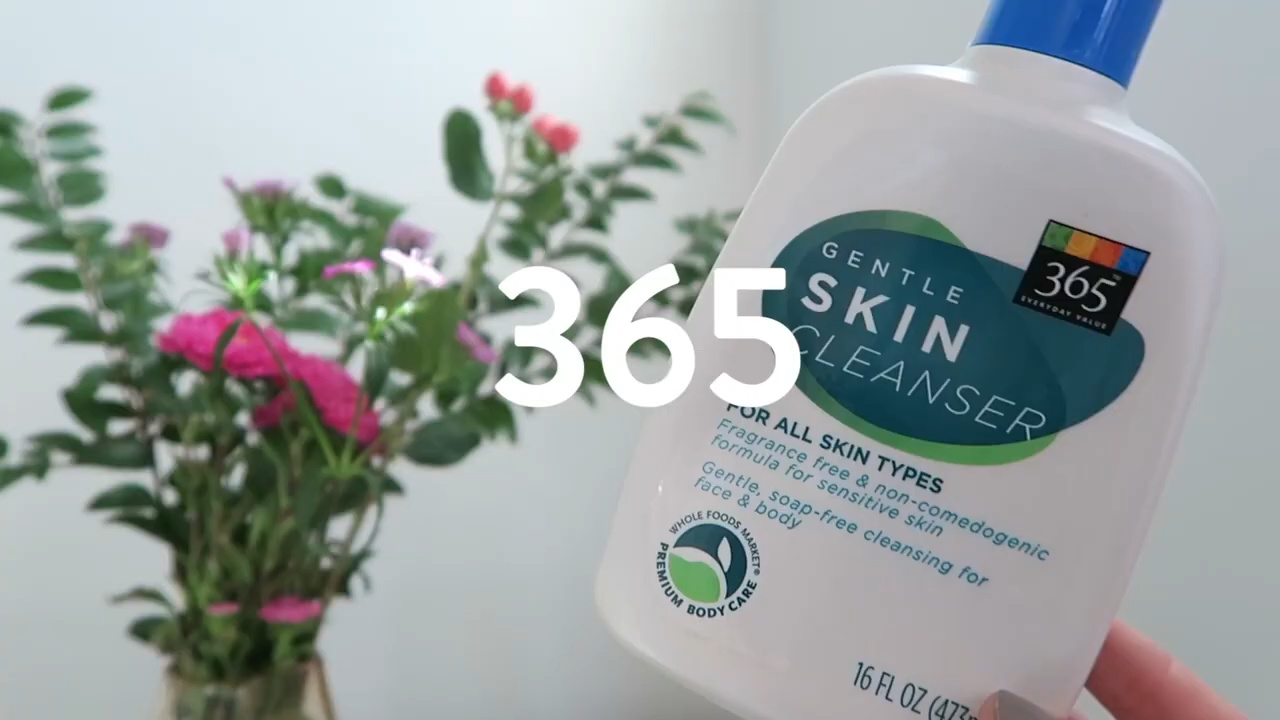 365
GENTLE
SKIN
CLEANSER
365
EVERYDAY VALUE
FOR ALL SKIN TYPES
Fragrance free & non-comedogenic
formula for sensitive skin
Gentle, soap-free cleansing for
face & body
WHOLE FOODS MARKET®
PREMIUM BODY CARE
16 FL OZ (473